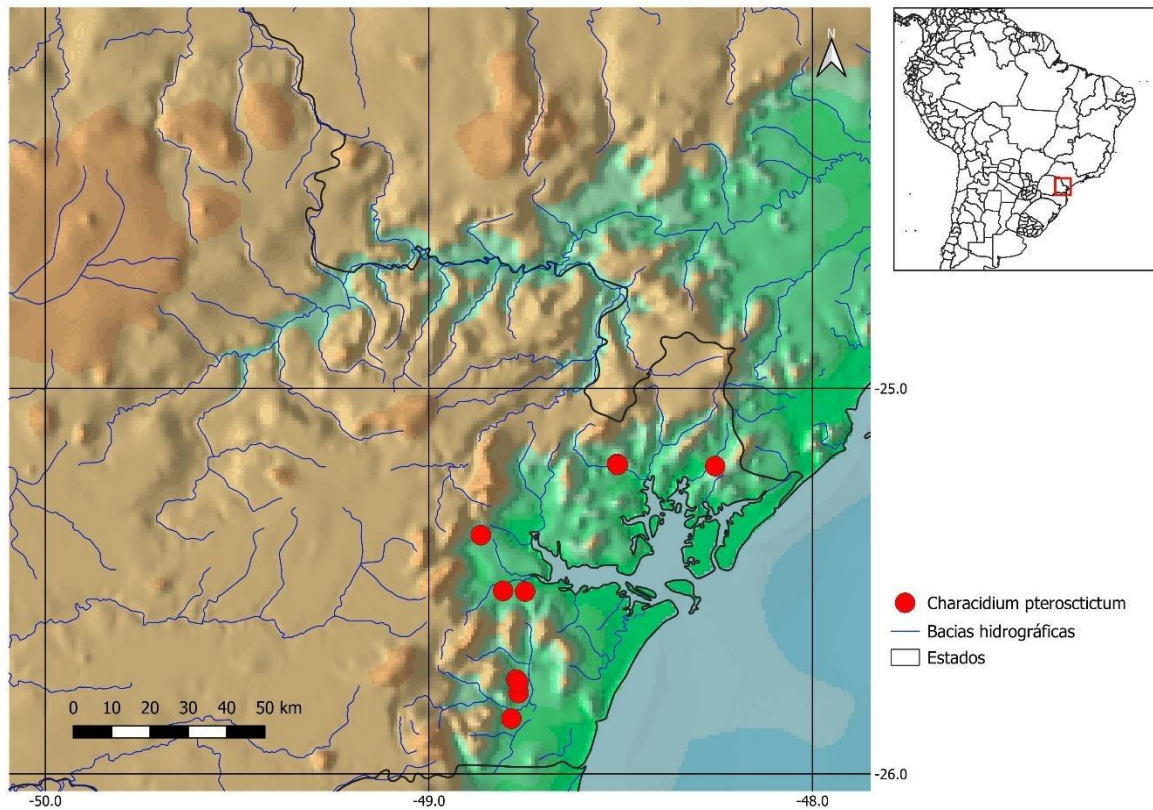 N
-25.0
Characidium pterosctictum
Bacias hidrográficas
Estados
0 10 20 30 40 50 km
-26.0
-50.0 -49.0 -48.0